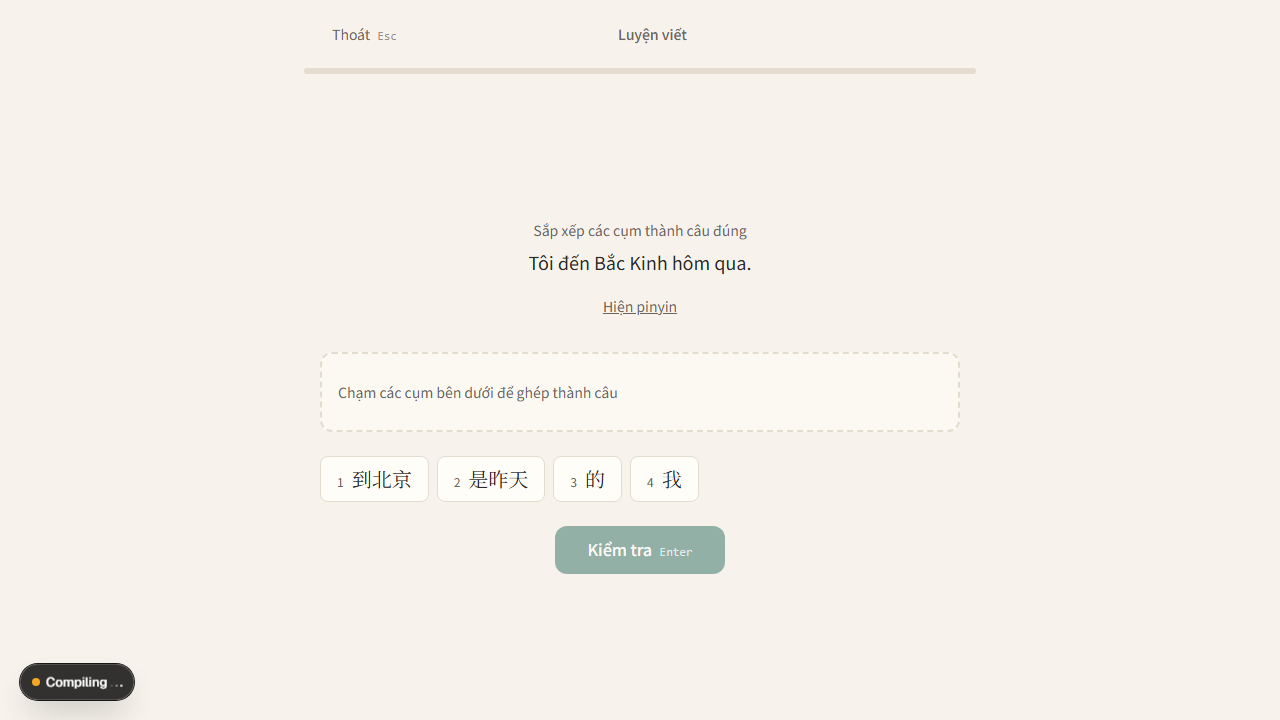 Thoát Esc
Luyện viết
Sắp xếp các cụm thành câu đúng
Tôi đến Bắc Kinh hôm qua.
Hiện pinyin
Chạm các cụm bên dưới để ghép thành câu
1 到北京 2 是昨天 3 的 4 我
Kiểm tra Enter
Compiling ...